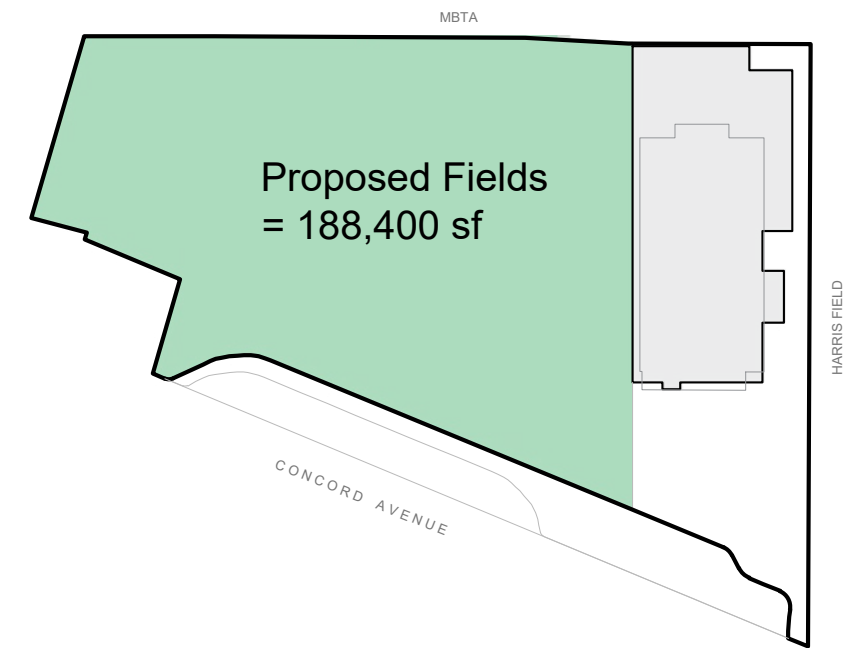 MBTA
Proposed Fields
= 188,400 sf
HARRIS FIELD
CONCORD AVENUE